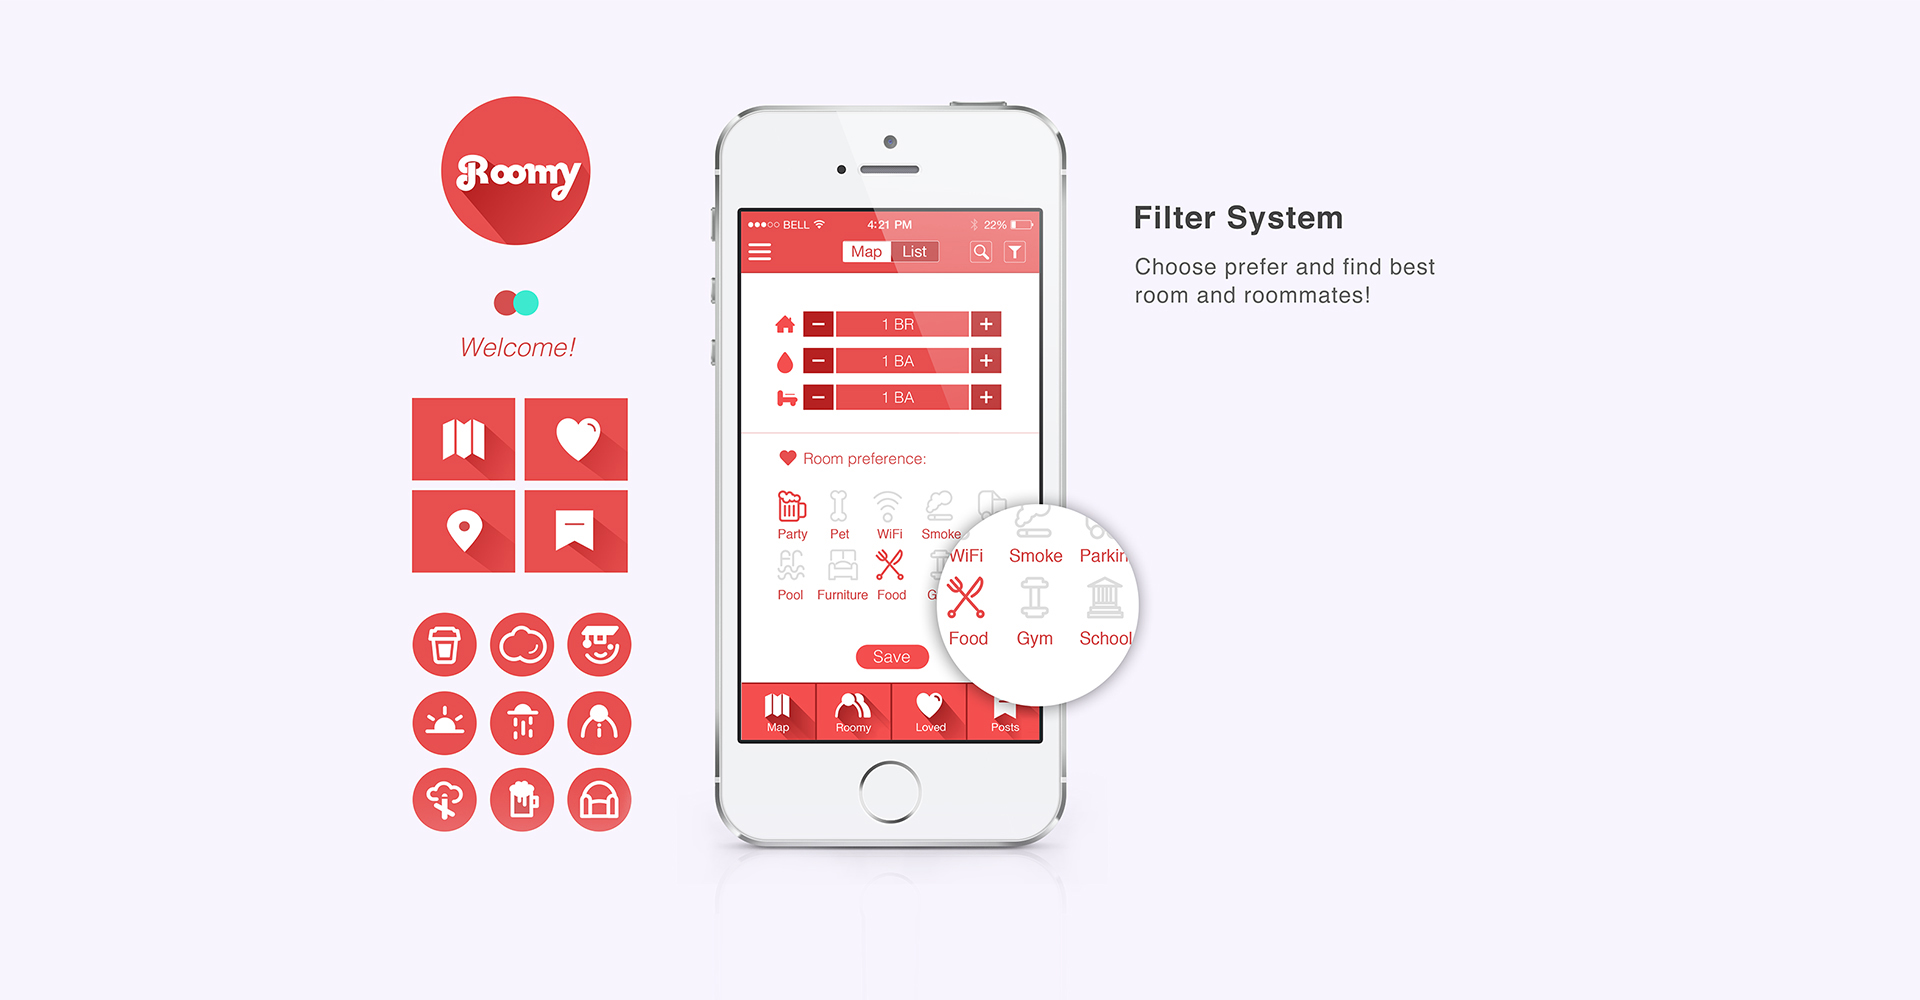 Roomy
Welcome!
BELL 4:21 PM 22%
Map List
1 BR
1 BA
1 BA
Room preference:
Party Pet WiFi Smoke
Pool Furniture Food G
Save
Map Roomy Loved Posts
WiFi Smoke Parkin
Food Gym School
Filter System
Choose prefer and find best
room and roommates!